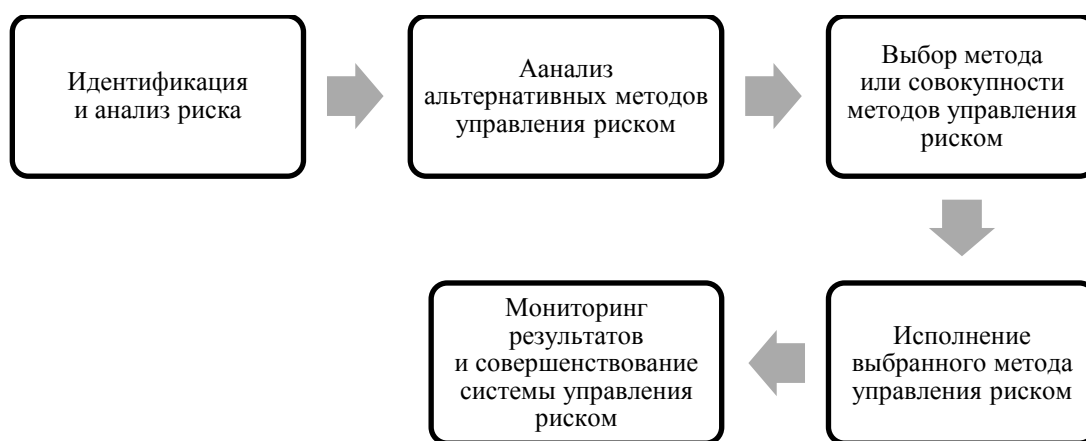 Идентификация
и анализ риска
Аанализ
альтернативных методов
управления риском
Выбор метода
или совокупности
методов управления
риском
Исполнение
выбранного метода
управления риском
Мониторинг
результатов
и совершенствование
системы управления
риском